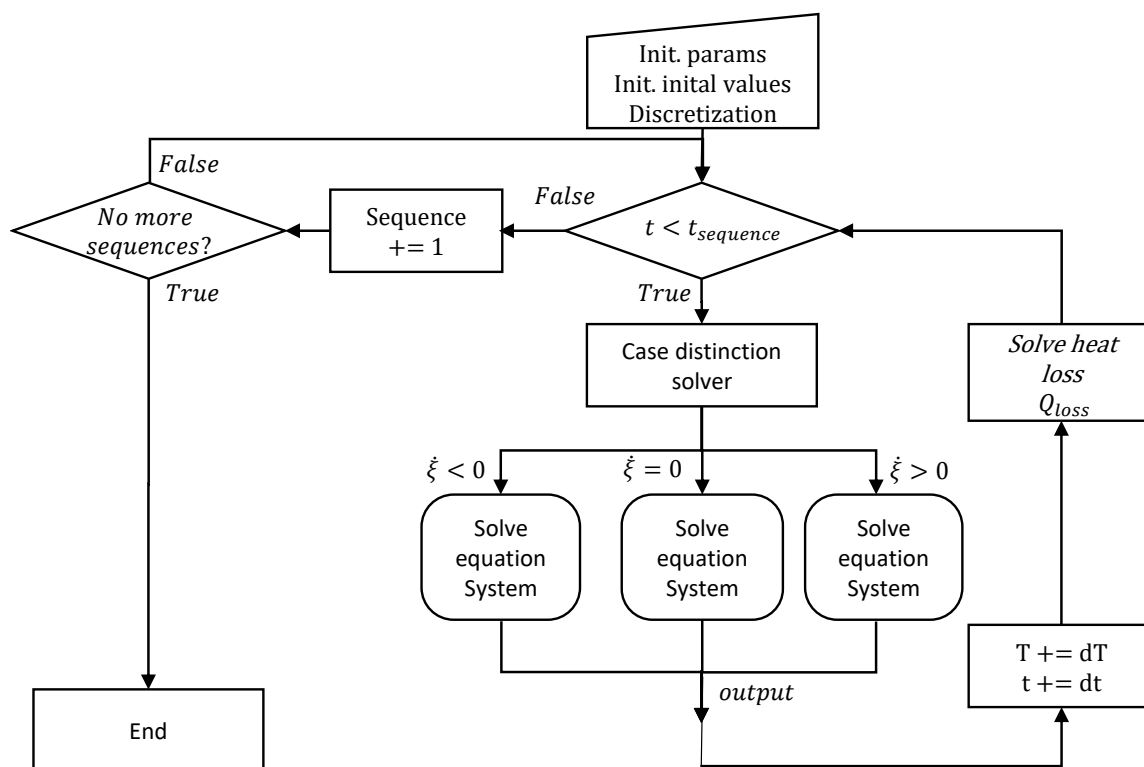 Init. params
Init. inital values
Discretization
False
No more
sequences?
True
Sequence
+= 1
False
t < t_sequence
True
Case distinction
solver
Solve heat
loss
Q_loss
ξ̇ < 0
ξ̇ = 0
ξ̇ > 0
Solve
equation
System
Solve
equation
System
Solve
equation
System
T += dT
t += dt
output
End